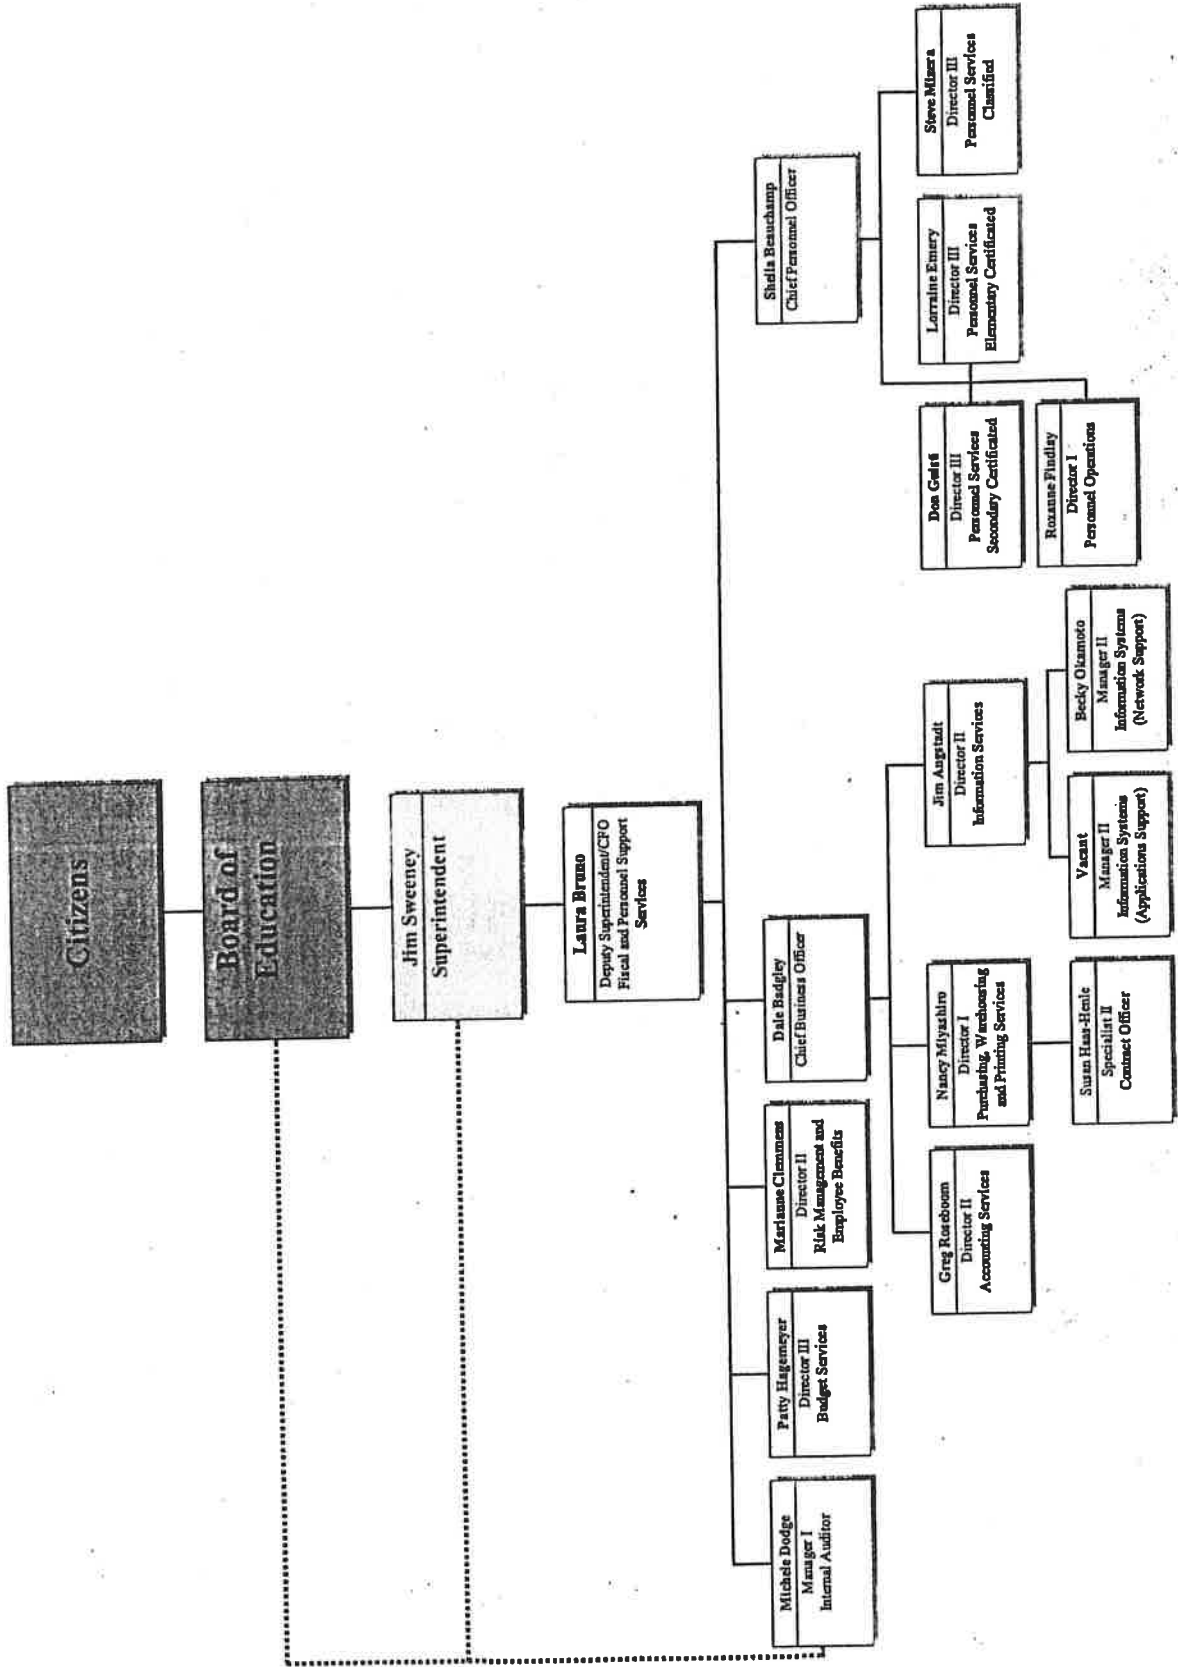 Citizens
Board of
Education
Jim Sweeney
Superintendent
Laura Bruno
Deputy Superintendent/CFO
Fiscal and Personnel Support
Services
Michele Dodge
Manager I
Internal Auditor
Patty Hagemeyer
Director III
Budget Services
Marianne Clemmens
Director II
Risk Management and
Employee Benefits
Dale Badgley
Chief Business Officer
Sheila Beauchamp
Chief Personnel Officer
Greg Roseboom
Director II
Accounting Services
Nancy Miyashiro
Director I
Purchasing, Warehousing
and Printing Services
Jim Angstadt
Director II
Information Services
Don
Director III
Personnel Services
Secondary Certificated
Lorraine Emery
Director III
Personnel Services
Elementary Certificated
Steve Mizera
Director III
Personnel Services
Classified
Susan Haas-Henle
Specialist II
Contract Officer
Vacant
Manager II
Information Systems
(Applications Support)
Becky Okamoto
Manager II
Information Systems
(Network Support)
Roxanne Findlay
Director I
Personnel Operations